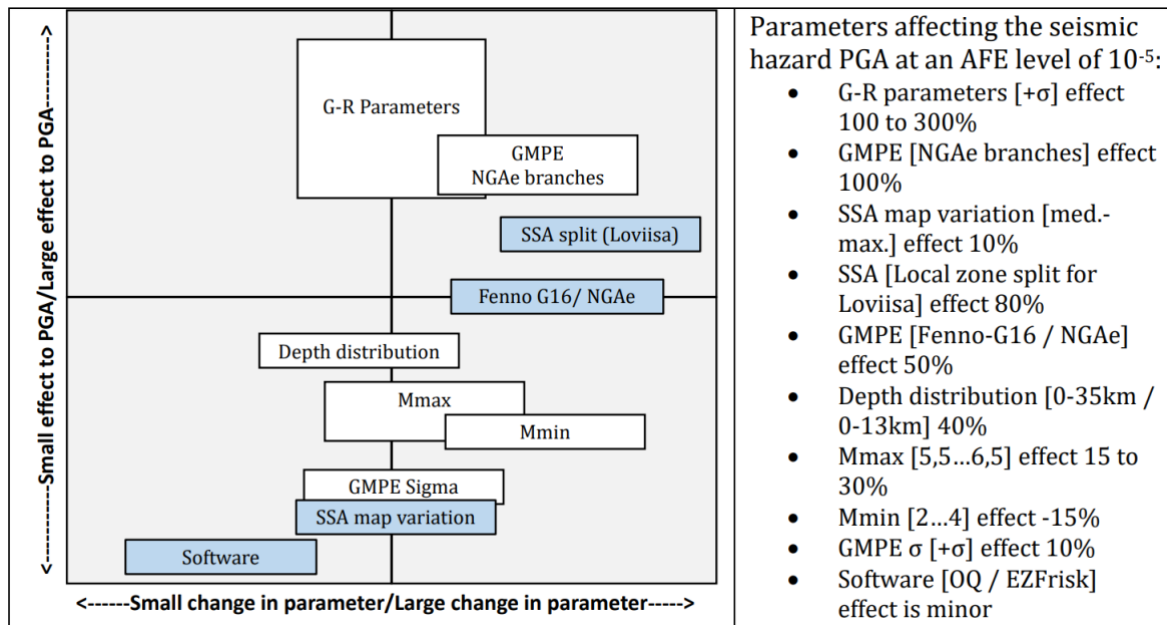 <---------Small effect to PGA/Large effect to PGA---------->
G-R Parameters
GMPE
NGAe branches
SSA split (Loviisa)
Fenno G16/ NGAe
Depth distribution
Mmax
Mmin
GMPE Sigma
SSA map variation
Software
<------Small change in parameter/Large change in parameter----->
Parameters affecting the seismic
hazard PGA at an AFE level of 10⁻⁵:
• G-R parameters [+σ] effect
100 to 300%
• GMPE [NGAe branches] effect
100%
• SSA map variation [med.-
max.] effect 10%
• SSA [Local zone split for
Loviisa] effect 80%
• GMPE [Fenno-G16 / NGAe]
effect 50%
• Depth distribution [0-35km /
0-13km] 40%
• Mmax [5,5…6,5] effect 15 to
30%
• Mmin [2…4] effect -15%
• GMPE σ [+σ] effect 10%
• Software [OQ / EZFrisk]
effect is minor